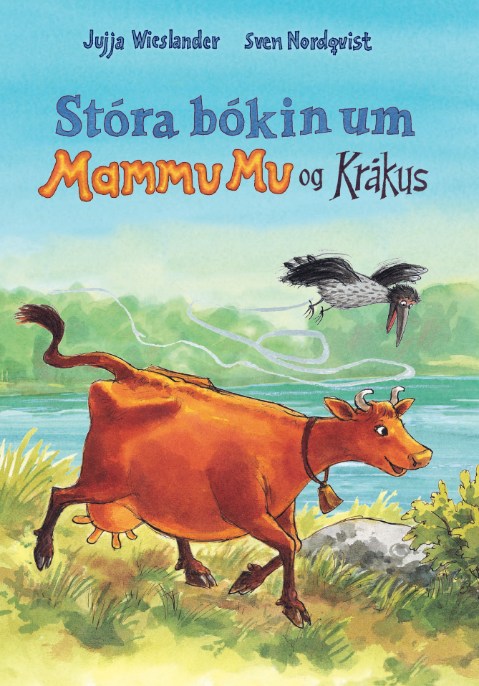 Jujja Wieslander Sven Nordqvist
Stóra bókin um
Mammu Mu og Krákus